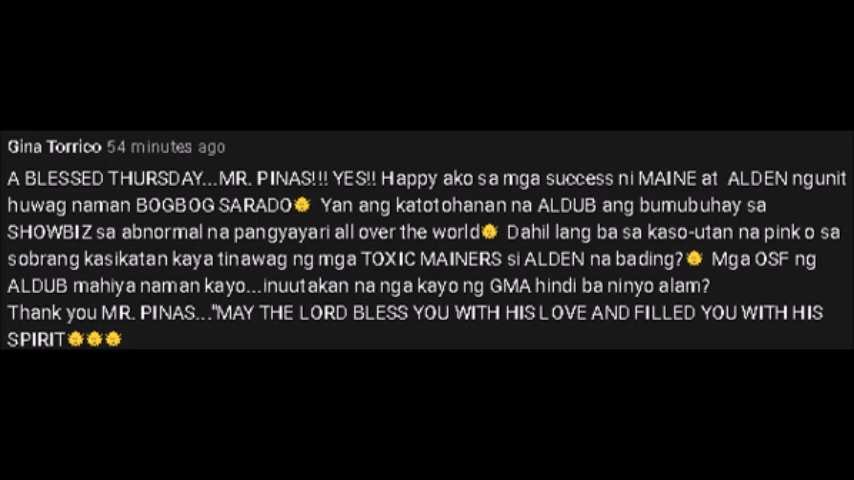 Gina Torrico 54 minutes ago
A BLESSED THURSDAY...MR. PINAS!!! YES!! Happy ako sa mga success ni MAINE at ALDEN ngunit
huwag naman BOGBOG SARADO🌞 Yan ang katotohanan na ALDUB ang bumubuhay sa
SHOWBIZ sa abnormal na pangyayari all over the world🌞 Dahil lang ba sa kaso-utan na pink o sa
sobrang kasikatan kaya tinawag ng mga TOXIC MAINERS si ALDEN na bading?🌞 Mga OSF ng
ALDUB mahiya naman kayo...inuutakan na nga kayo ng GMA hindi ba ninyo alam?
Thank you MR. PINAS..."MAY THE LORD BLESS YOU WITH HIS LOVE AND FILLED YOU WITH HIS
SPIRIT🌞🌞🌞